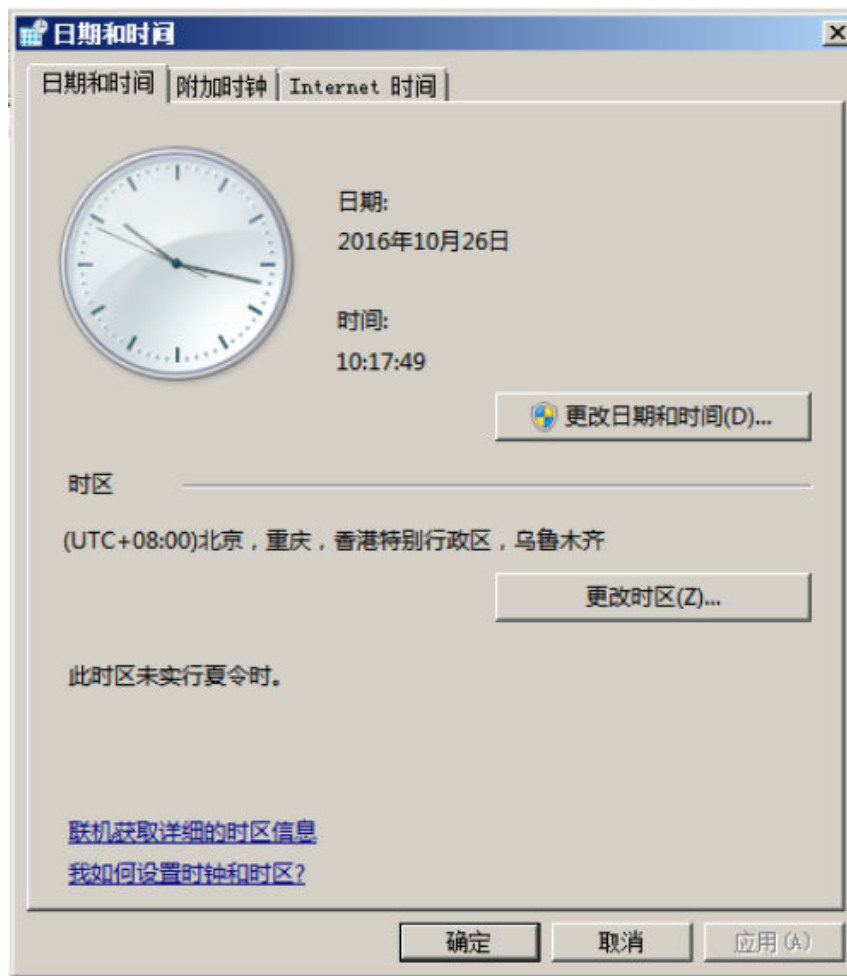 日期和时间
日期和时间 附加时钟 Internet 时间
日期:
2016年10月26日
时间:
10:17:49
更改日期和时间(D)...
时区
(UTC+08:00)北京，重庆，香港特别行政区，乌鲁木齐
更改时区(Z)...
此时区未实行夏令时。
联机获取详细的时区信息
我如何设置时钟和时区?
确定 取消 应用(A)